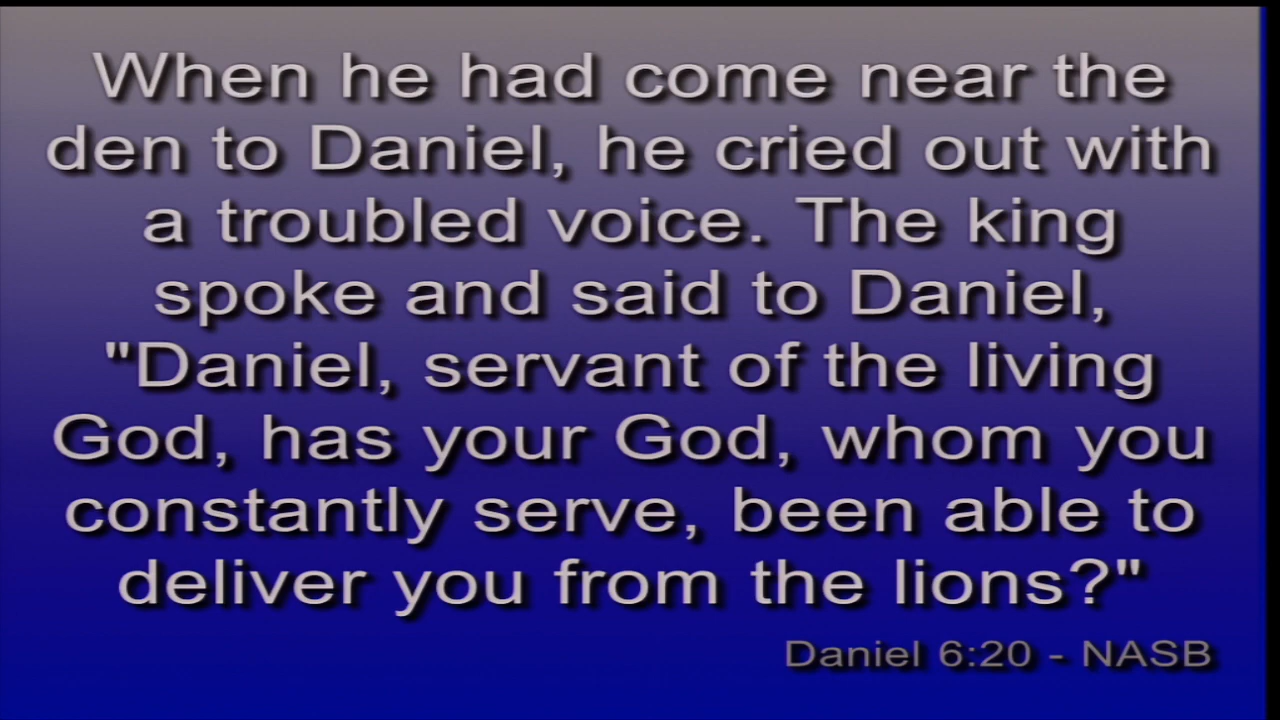 When he had come near the
den to Daniel, he cried out with
a troubled voice. The king
spoke and said to Daniel,
"Daniel, servant of the living
God, has your God, whom you
constantly serve, been able to
deliver you from the lions?"
Daniel 6:20 - NASB